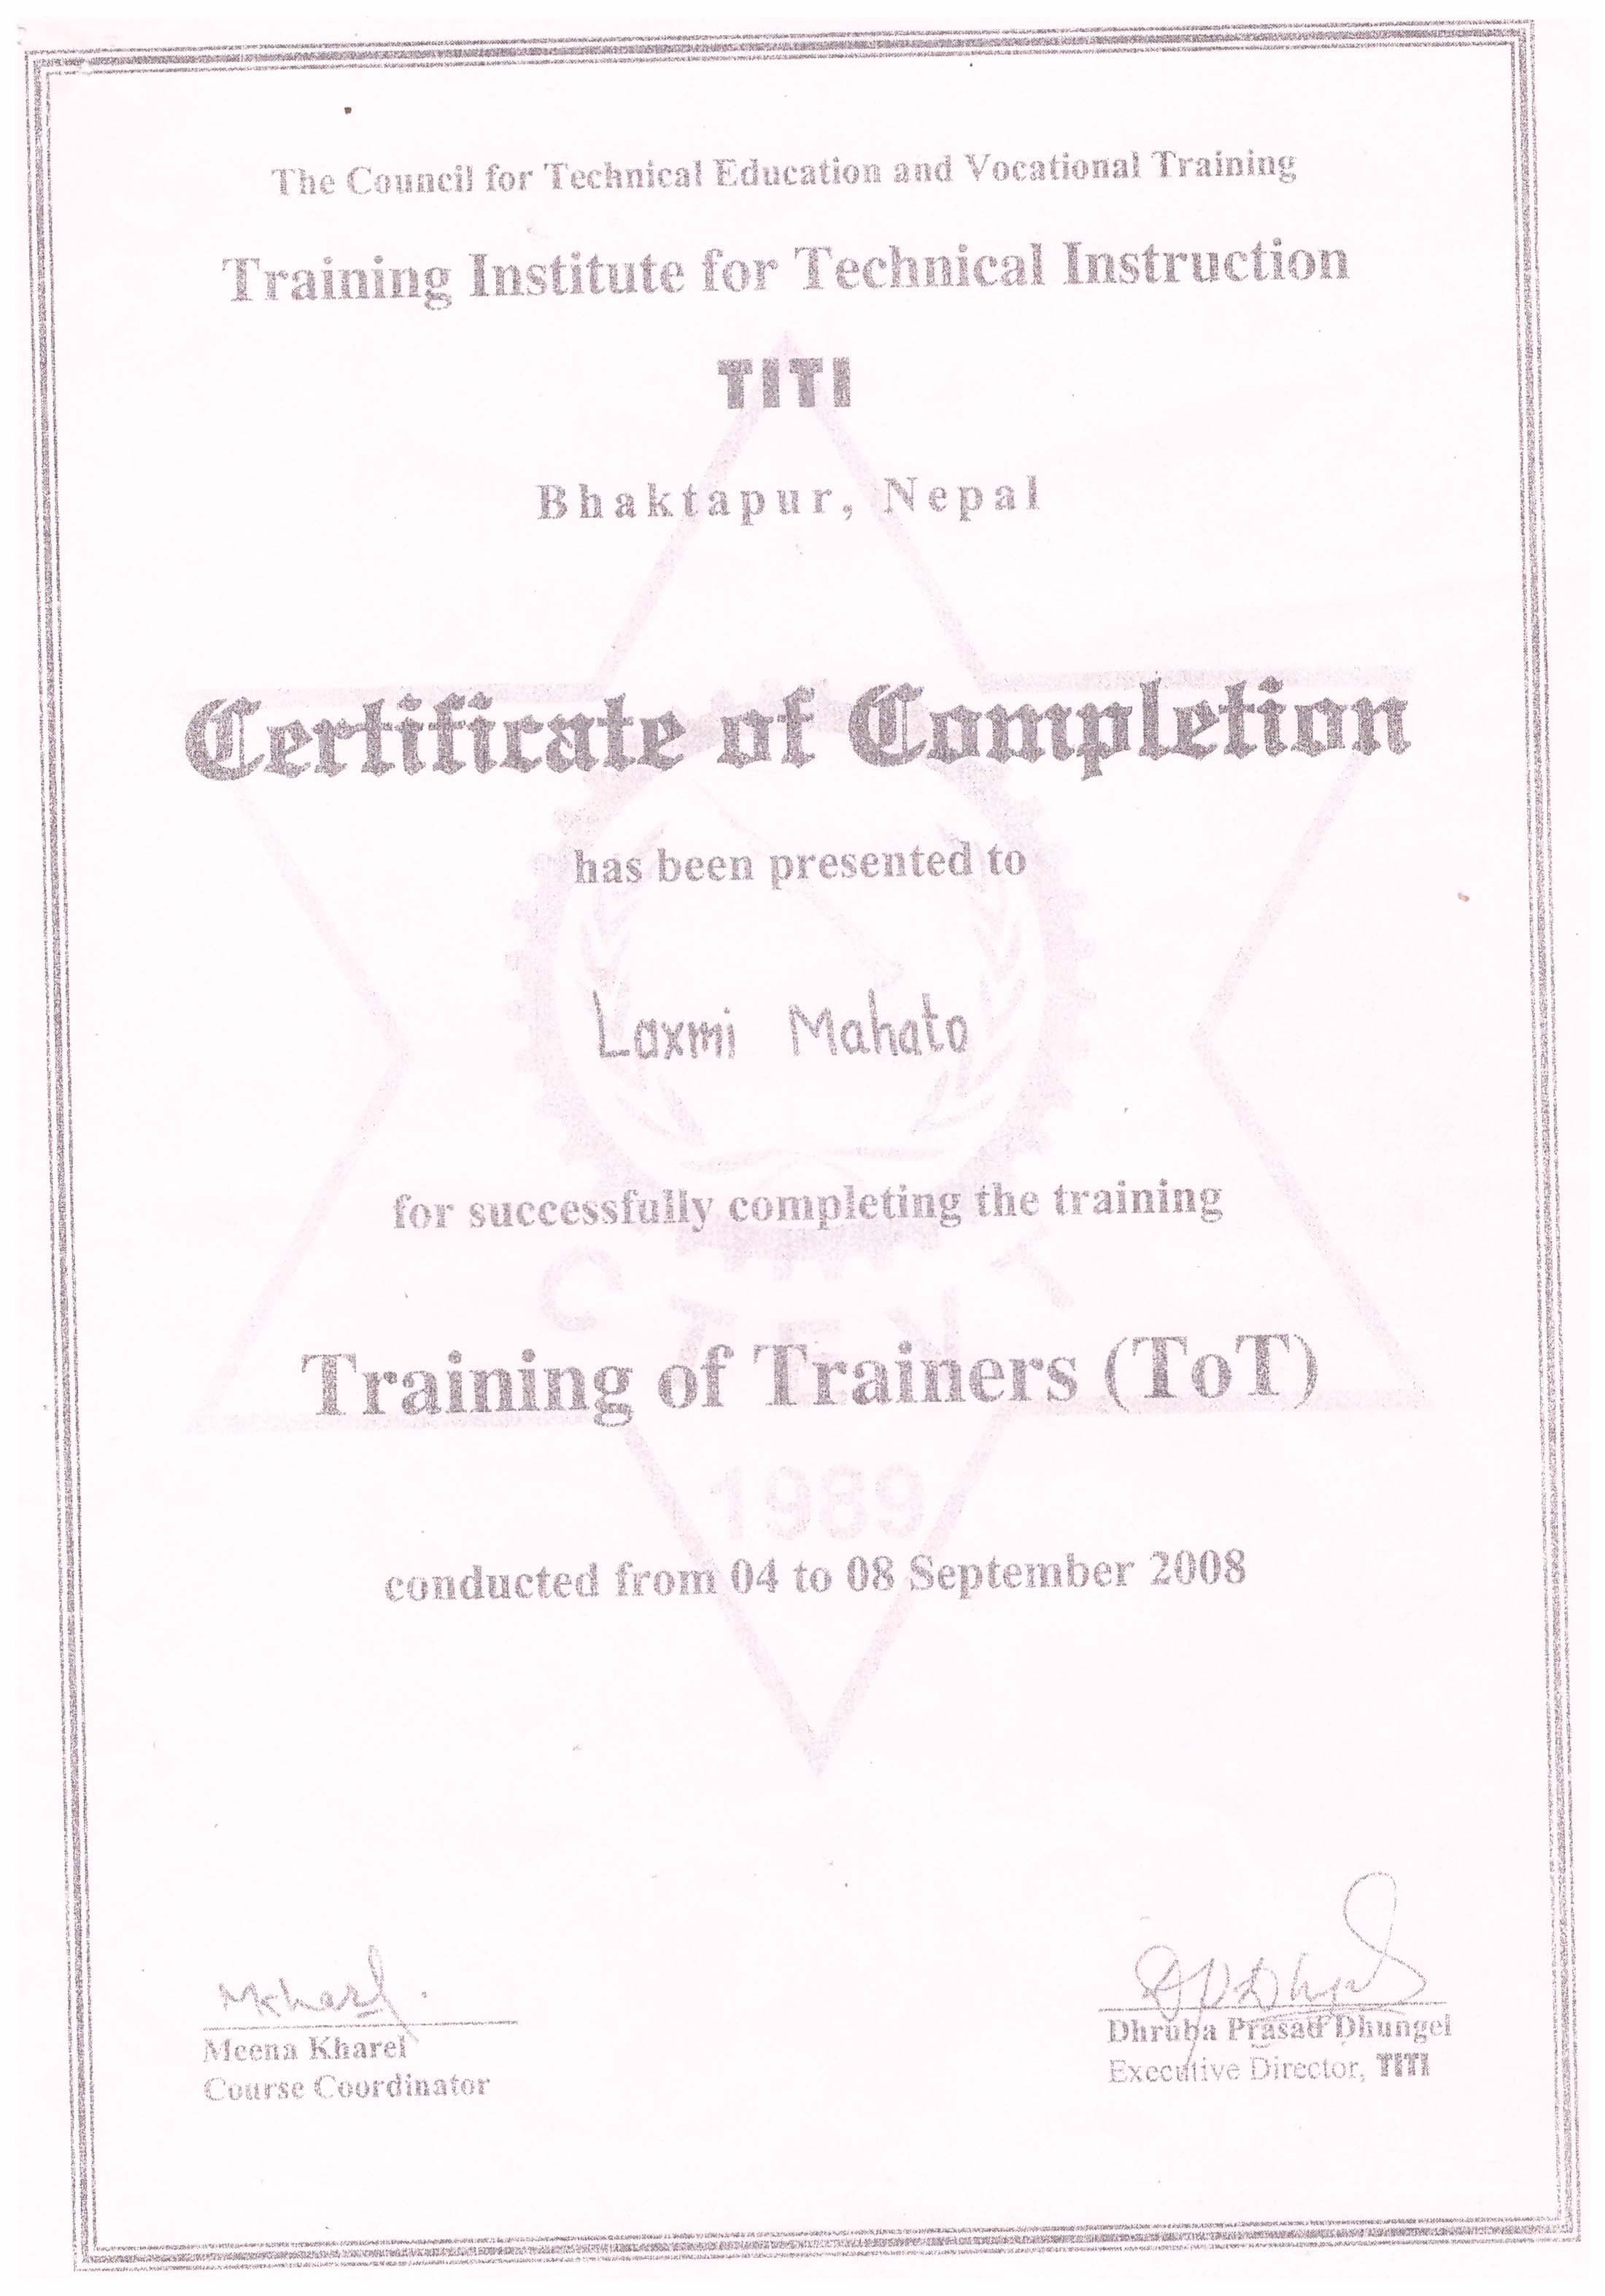 The Council for Technical Education and Vocational Training
Training Institute for Technical Instruction
TITI
Bhaktapur, Nepal
Certificate of Completion
has been presented to
Laxmi Mahato
for successfully completing the training
CTEVT
Training of Trainers (ToT)
1989
conducted from 04 to 08 September 2008
MKharel.
Meena Kharel
Course Coordinator
Dhruba Prasad Dhungel
Executive Director, TITI